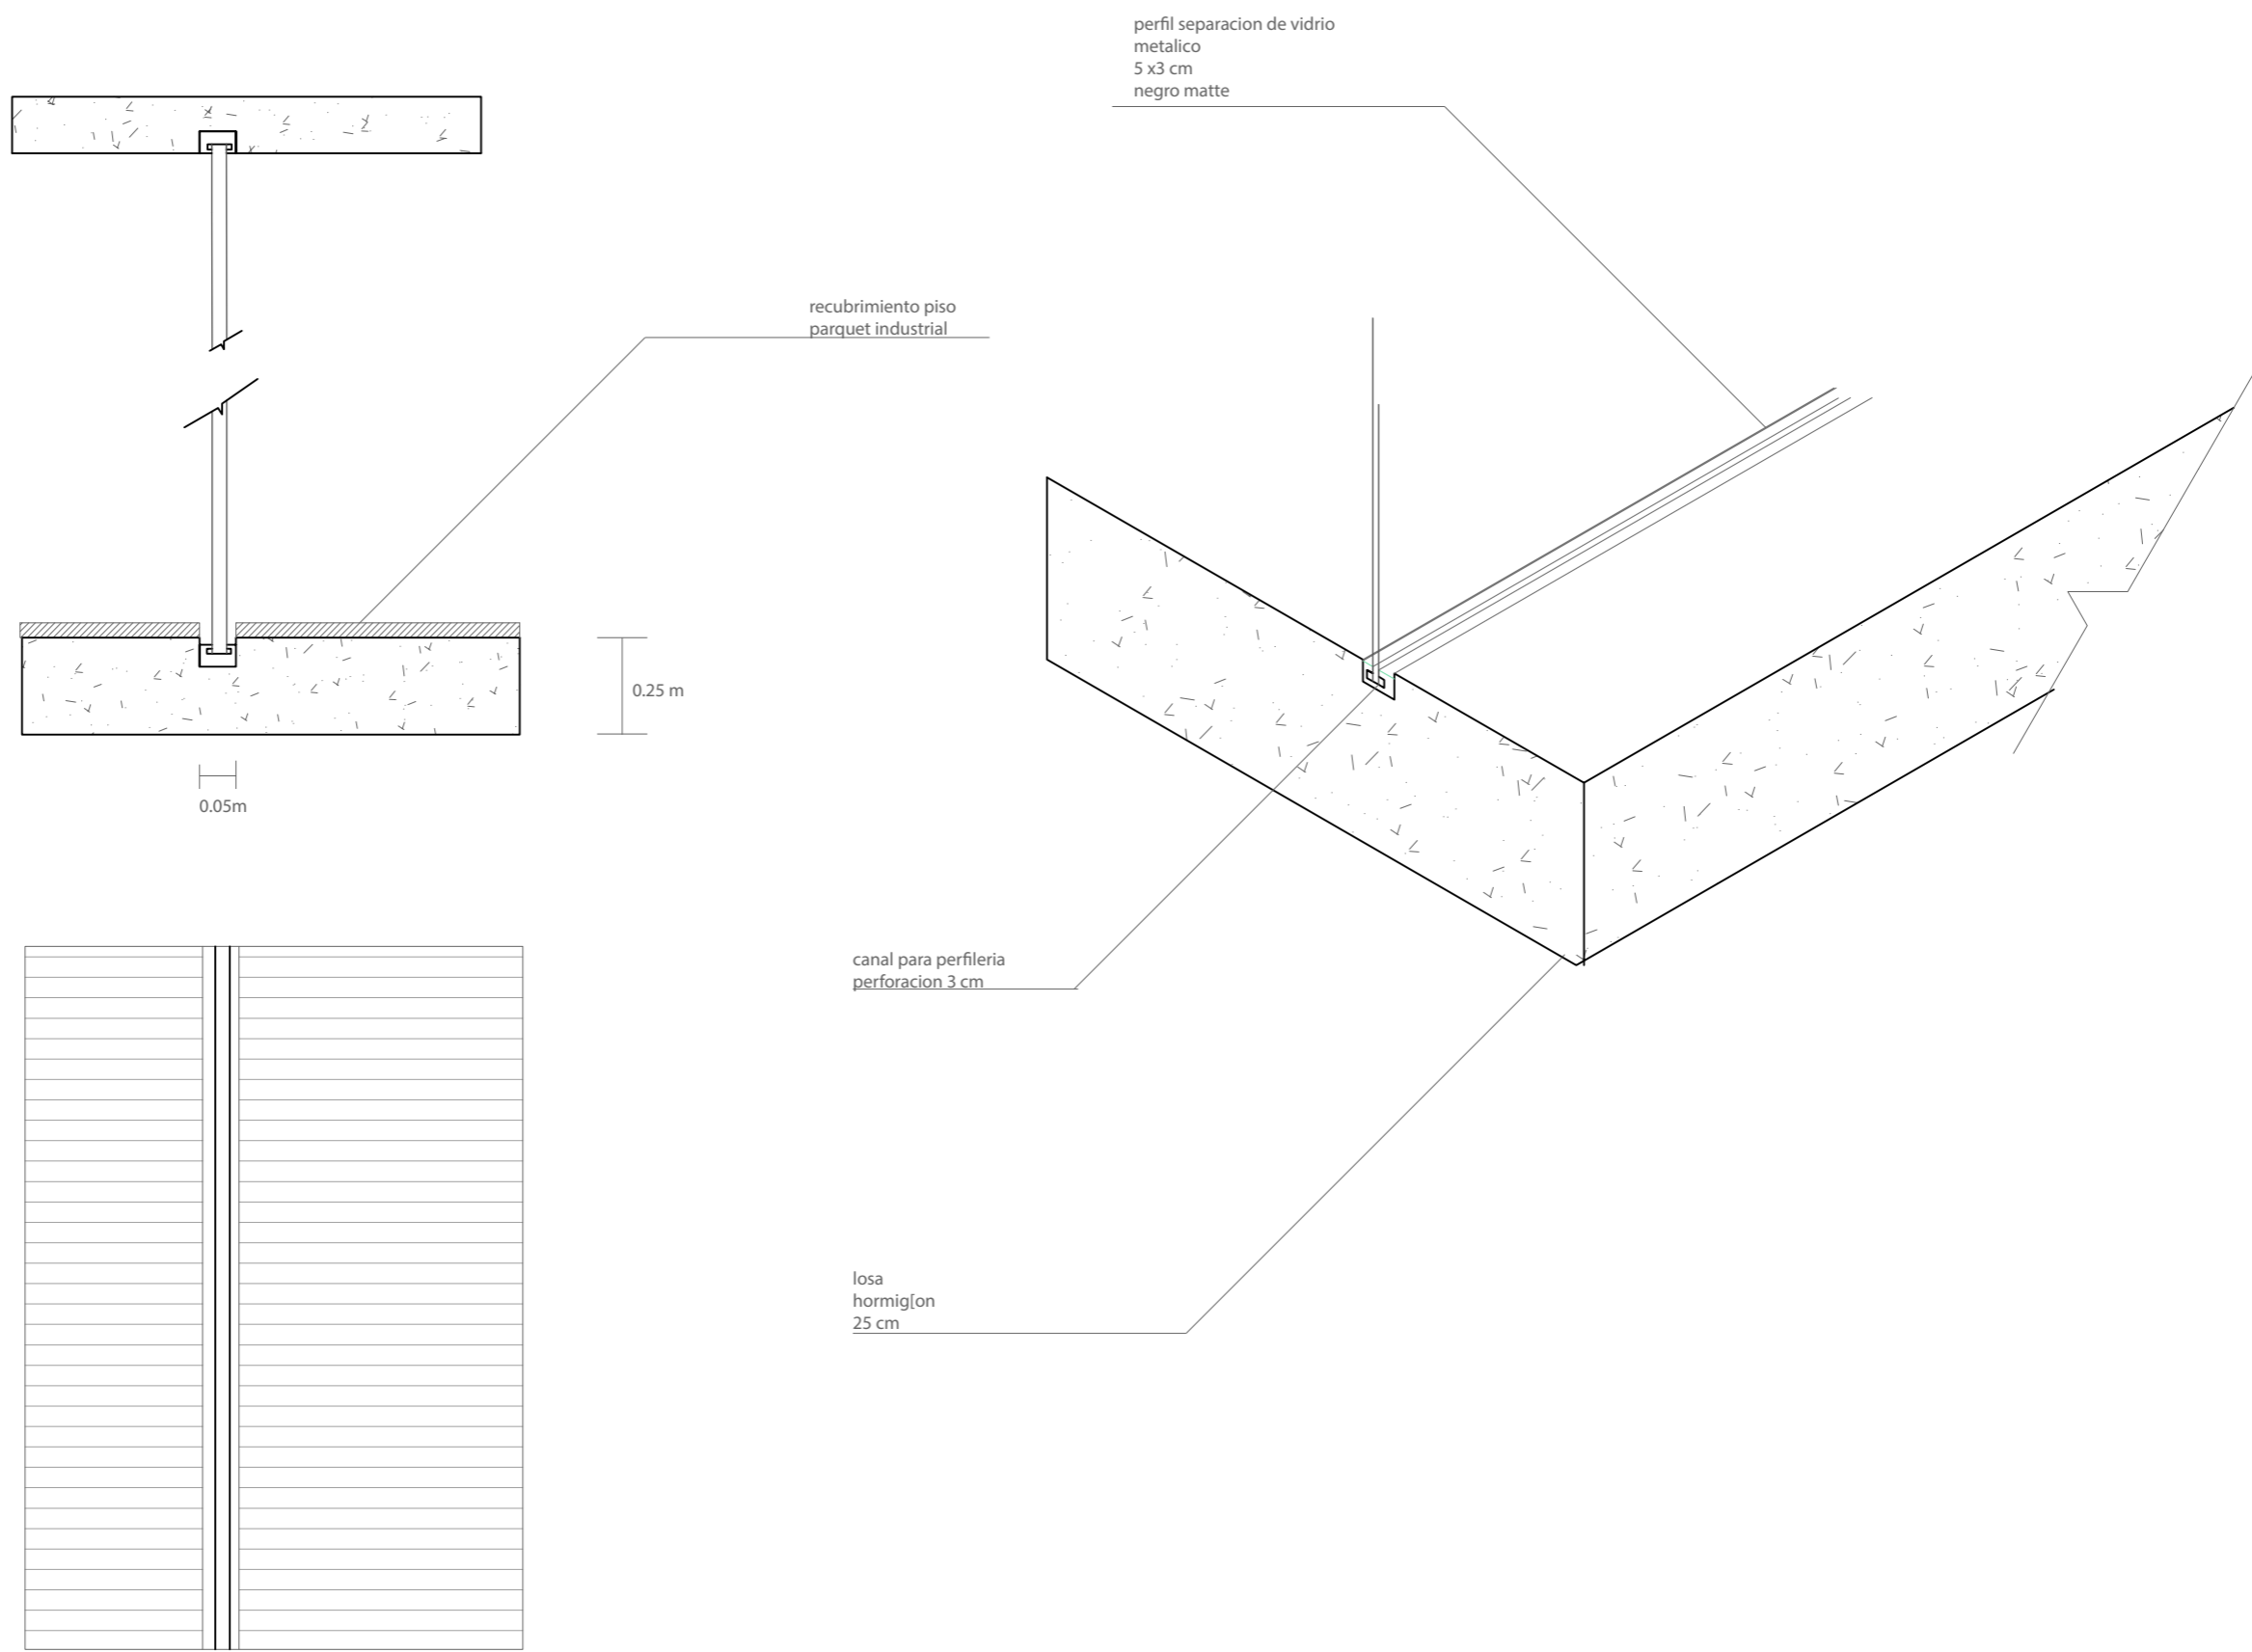 perfil separacion de vidrio
metalico
5 x3 cm
negro matte
recubrimiento piso
parquet industrial
0.25 m
0.05m
canal para perfileria
perforacion 3 cm
losa
hormig[on
25 cm